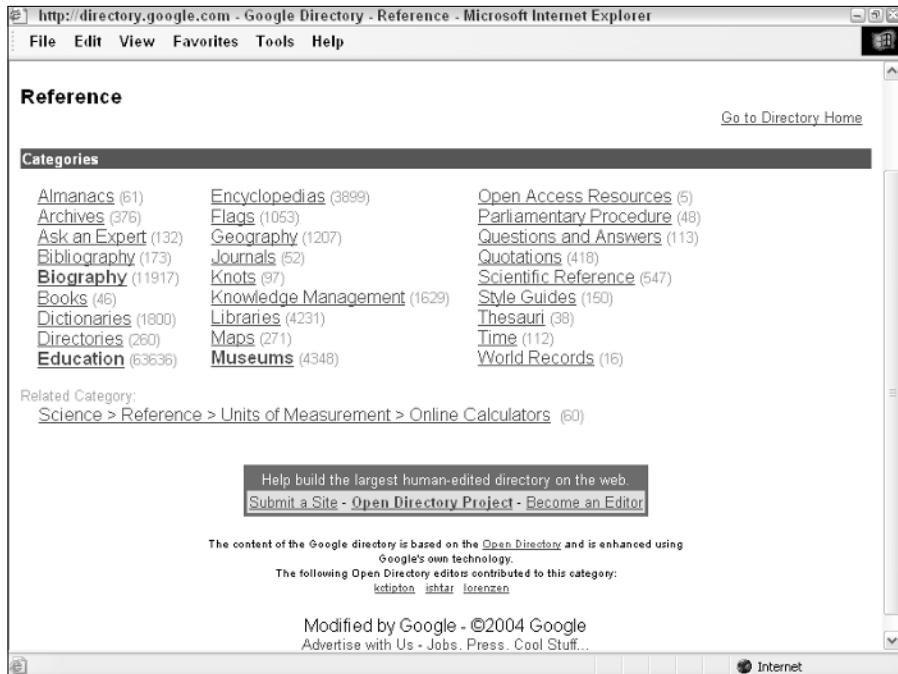 http://directory.google.com - Google Directory - Reference - Microsoft Internet Explorer
File Edit View Favorites Tools Help
Reference
Go to Directory Home
Categories
Almanacs (61) Encyclopedias (3899) Open Access Resources (5)
Archives (376) Flags (1053) Parliamentary Procedure (48)
Ask an Expert (132) Geography (1207) Questions and Answers (113)
Bibliography (173) Journals (52) Quotations (418)
Biography (11917) Knots (97) Scientific Reference (547)
Books (46) Knowledge Management (1629) Style Guides (150)
Dictionaries (1800) Libraries (4231) Thesauri (38)
Directories (260) Maps (271) Time (112)
Education (63636) Museums (4348) World Records (16)
Related Category:
Science > Reference > Units of Measurement > Online Calculators (60)
Help build the largest human-edited directory on the web.
Submit a Site - Open Directory Project - Become an Editor
The content of the Google directory is based on the Open Directory and is enhanced using
Google's own technology.
The following Open Directory editors contributed to this category:
kctipton ishtar lorenzen
Modified by Google - ©2004 Google
Advertise with Us - Jobs. Press. Cool Stuff...
Internet